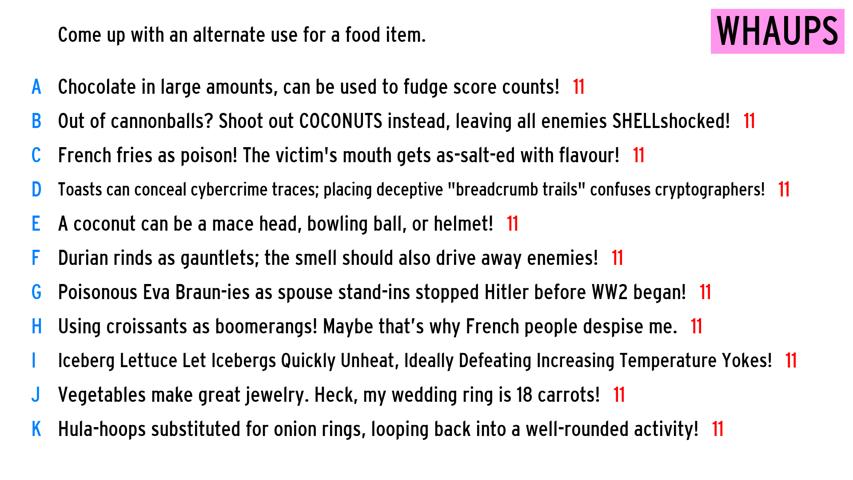 Come up with an alternate use for a food item.
WHAUPS
A Chocolate in large amounts, can be used to fudge score counts! 11
B Out of cannonballs? Shoot out COCONUTS instead, leaving all enemies SHELLshocked! 11
C French fries as poison! The victim's mouth gets as-salt-ed with flavour! 11
D Toasts can conceal cybercrime traces; placing deceptive "breadcrumb trails" confuses cryptographers! 11
E A coconut can be a mace head, bowling ball, or helmet! 11
F Durian rinds as gauntlets; the smell should also drive away enemies! 11
G Poisonous Eva Braun-ies as spouse stand-ins stopped Hitler before WW2 began! 11
H Using croissants as boomerangs! Maybe that’s why French people despise me. 11
I Iceberg Lettuce Let Icebergs Quickly Unheat, Ideally Defeating Increasing Temperature Yokes! 11
J Vegetables make great jewelry. Heck, my wedding ring is 18 carrots! 11
K Hula-hoops substituted for onion rings, looping back into a well-rounded activity! 11